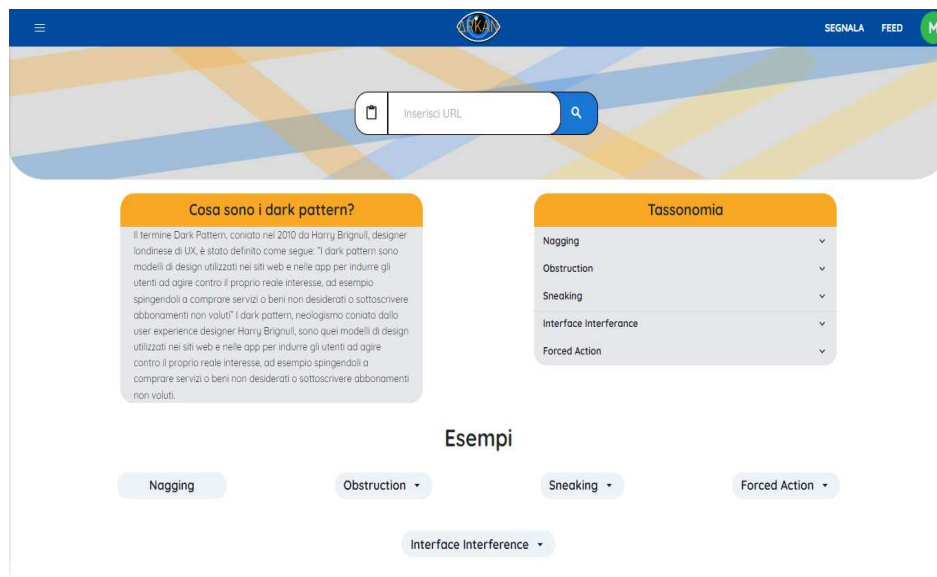 ARKAN
SEGNALA FEED M
Inserisci URL
Cosa sono i dark pattern?
Il termine Dark Pattern, coniato nel 2010 da Harry Brignull, designer
londinese di UX, è stato definito come segue: "I dark pattern sono
modelli di design utilizzati nei siti web e nelle app per indurre gli
utenti ad agire contro il proprio reale interesse, ad esempio
spingendoli a comprare servizi o beni non desiderati o sottoscrivere
abbonamenti non voluti" I dark pattern, neologismo coniato dallo
user experience designer Harry Brignull, sono quei modelli di design
utilizzati nei siti web e nelle app per indurre gli utenti ad agire
contro il proprio reale interesse, ad esempio spingendoli a
comprare servizi o beni non desiderati o sottoscrivere abbonamenti
non voluti.
Tassonomia
Nagging
Obstruction
Sneaking
Interface Interferance
Forced Action
Esempi
Nagging
Obstruction
Sneaking
Forced Action
Interface Interference